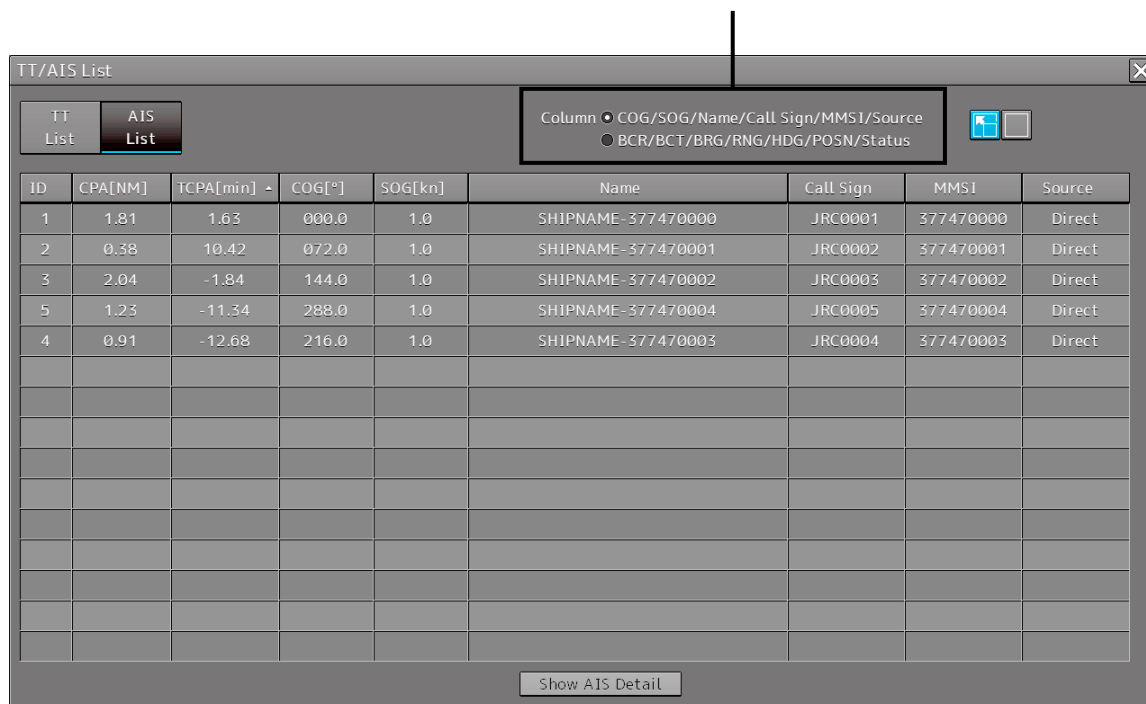 TT/AIS List
TT List AIS List
Column COG/SOG/Name/Call Sign/MMSI/Source
BCR/BCT/BRG/RNG/HDG/POSN/Status
ID CPA[NM] TCPA[min] COG[°] SOG[kn] Name Call Sign MMSI Source
1 1.81 1.63 000.0 1.0 SHIPNAME-377470000 JRC0001 377470000 Direct
2 0.38 10.42 072.0 1.0 SHIPNAME-377470001 JRC0002 377470001 Direct
3 2.04 -1.84 144.0 1.0 SHIPNAME-377470002 JRC0003 377470002 Direct
5 1.23 -11.34 288.0 1.0 SHIPNAME-377470004 JRC0005 377470004 Direct
4 0.91 -12.68 216.0 1.0 SHIPNAME-377470003 JRC0004 377470003 Direct
Show AIS Detail